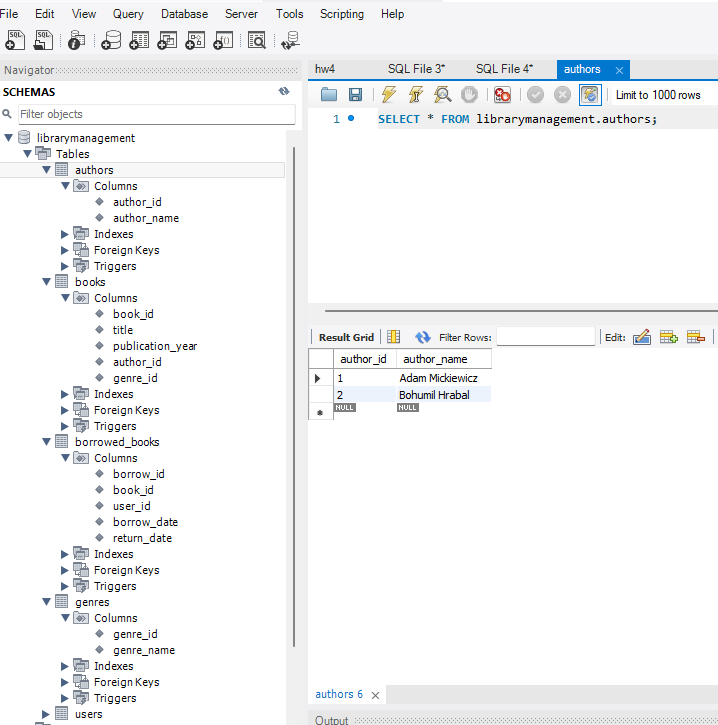 File Edit View Query Database Server Tools Scripting Help
Navigator
SCHEMAS
Filter objects
librarymanagement
Tables
authors
Columns
author_id
author_name
Indexes
Foreign Keys
Triggers
books
Columns
book_id
title
publication_year
author_id
genre_id
Indexes
Foreign Keys
Triggers
borrowed_books
Columns
borrow_id
book_id
user_id
borrow_date
return_date
Indexes
Foreign Keys
Triggers
genres
Columns
genre_id
genre_name
Indexes
Foreign Keys
Triggers
users
hw4 SQL File 3* SQL File 4* authors
Limit to 1000 rows
1 SELECT * FROM librarymanagement.authors;
Result Grid Filter Rows: Edit:
author_id author_name
1 Adam Mickiewicz
2 Bohumil Hrabal
NULL NULL
authors 6
Output